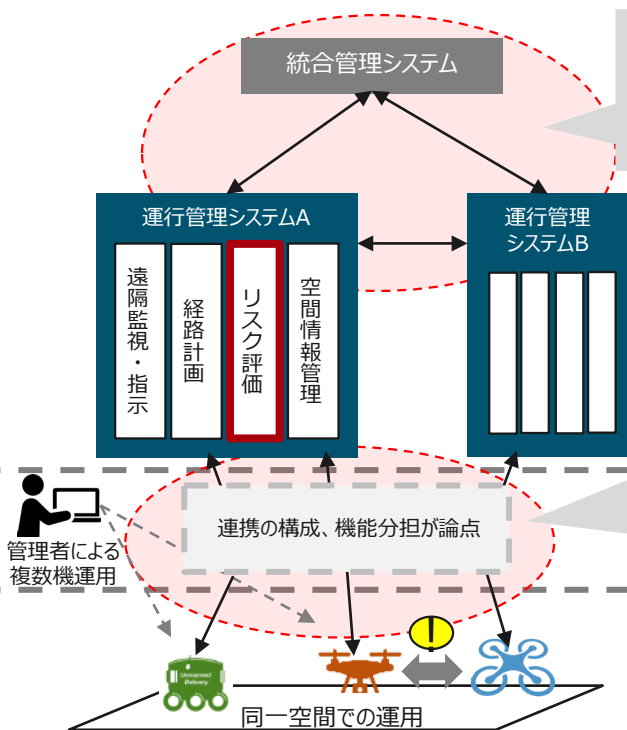 統合管理システム
運行管理システムA
遠隔監視・指示
経路計画
リスク評価
空間情報管理
運行管理
システムB
連携の構成、機能分担が論点
管理者による
複数機運用
Unmanned
Delivery
同一空間での運用